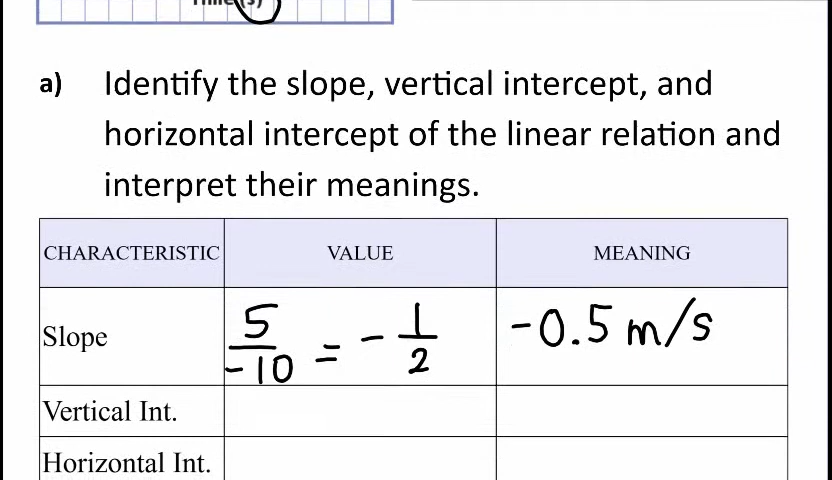 Time (s)
a) Identify the slope, vertical intercept, and
horizontal intercept of the linear relation and
interpret their meanings.
CHARACTERISTIC VALUE MEANING
Slope 5/-10 = -1/2 -0.5 m/s
Vertical Int.
Horizontal Int.